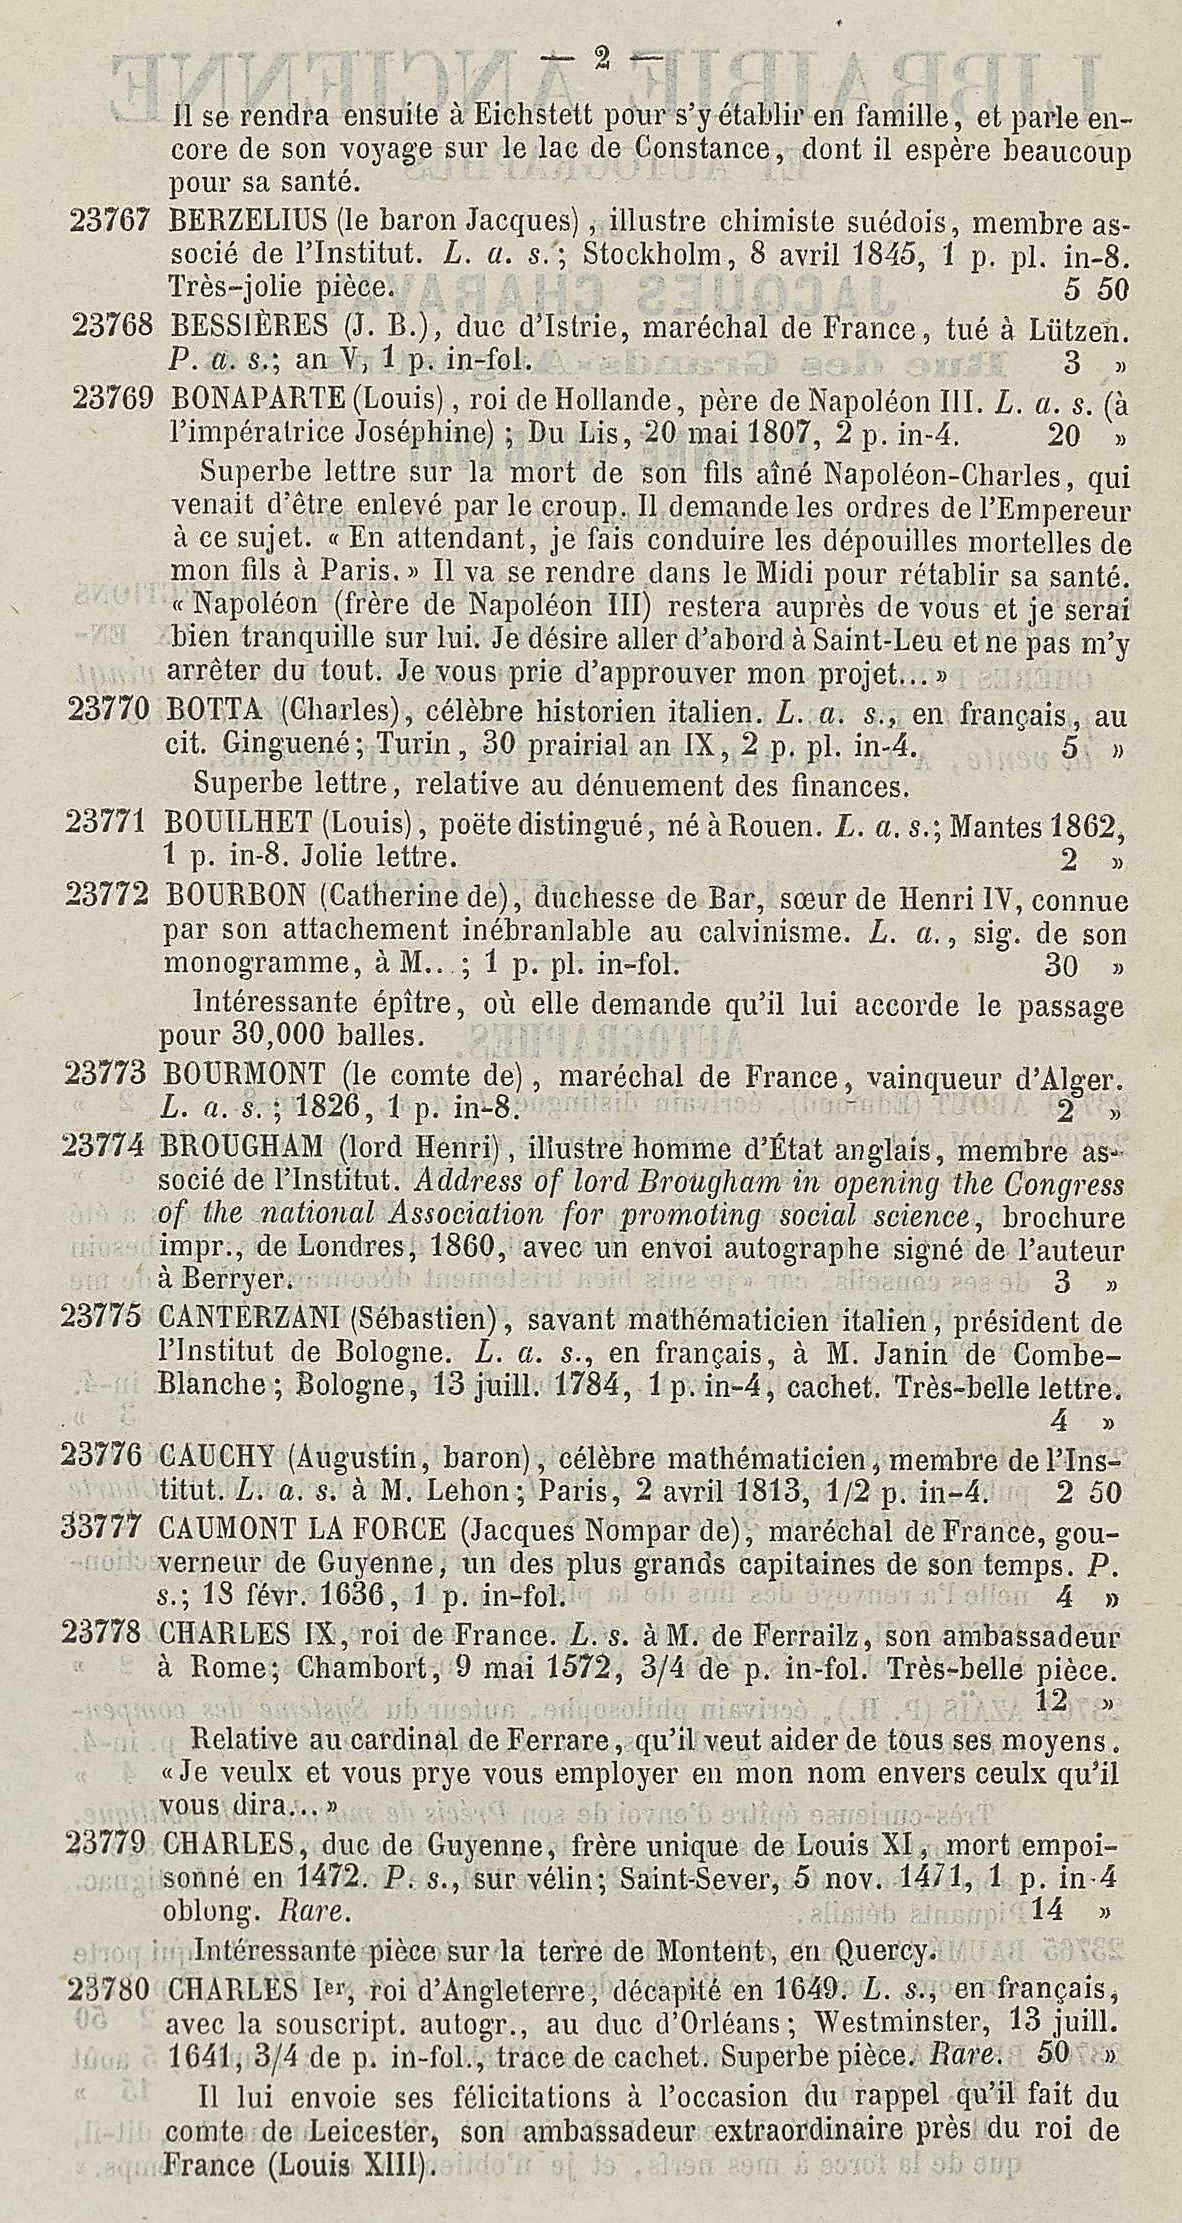 — 2 —
Il se rendra ensuite à Eichstett pour s'y établir en famille, et parle en-
core de son voyage sur le lac de Constance, dont il espère beaucoup
pour sa santé.
23767 BERZELIUS (le baron Jacques), illustre chimiste suédois, membre as-
socié de l'Institut. L. a. s.; Stockholm, 8 avril 1845, 1 p. pl. in-8.
Très-jolie pièce. 5 50
23768 BESSIÈRES (J. B.), duc d'Istrie, maréchal de France, tué à Lützen.
P. a. s.; an V, 1 p. in-fol. 3 »
23769 BONAPARTE (Louis), roi de Hollande, père de Napoléon III. L. a. s. (à
l'impératrice Joséphine); Du Lis, 20 mai 1807, 2 p. in-4. 20 »
Superbe lettre sur la mort de son fils aîné Napoléon-Charles, qui
venait d'être enlevé par le croup. Il demande les ordres de l'Empereur
à ce sujet. « En attendant, je fais conduire les dépouilles mortelles de
mon fils à Paris. » Il va se rendre dans le Midi pour rétablir sa santé.
« Napoléon (frère de Napoléon III) restera auprès de vous et je serai
bien tranquille sur lui. Je désire aller d'abord à Saint-Leu et ne pas m'y
arrêter du tout. Je vous prie d'approuver mon projet... »
23770 BOTTA (Charles), célèbre historien italien. L. a. s., en français, au
cit. Ginguené; Turin, 30 prairial an IX, 2 p. pl. in-4. 5 »
Superbe lettre, relative au dénuement des finances.
23771 BOUILHET (Louis), poëte distingué, né à Rouen. L. a. s.; Mantes 1862,
1 p. in-8. Jolie lettre. 2 »
23772 BOURBON (Catherine de), duchesse de Bar, sœur de Henri IV, connue
par son attachement inébranlable au calvinisme. L. a., sig. de son
monogramme, à M...; 1 p. pl. in-fol. 30 »
Intéressante épître, où elle demande qu'il lui accorde le passage
pour 30,000 balles.
23773 BOURMONT (le comte de), maréchal de France, vainqueur d'Alger.
L. a. s.; 1826, 1 p. in-8. 2 »
23774 BROUGHAM (lord Henri), illustre homme d'État anglais, membre as-
socié de l'Institut. Address of lord Brougham in opening the Congress
of the national Association for promoting social science, brochure
impr., de Londres, 1860, avec un envoi autographe signé de l'auteur
à Berryer. 3 »
23775 CANTERZANI (Sébastien), savant mathématicien italien, président de
l'Institut de Bologne. L. a. s., en français, à M. Janin de Combe-
Blanche; Bologne, 13 juill. 1784, 1 p. in-4, cachet. Très-belle lettre.
4 »
23776 CAUCHY (Augustin, baron), célèbre mathématicien, membre de l'Ins-
titut. L. a. s. à M. Lehon; Paris, 2 avril 1813, 1/2 p. in-4. 2 50
33777 CAUMONT LA FORCE (Jacques Nompar de), maréchal de France, gou-
verneur de Guyenne, un des plus grands capitaines de son temps. P.
s.; 18 févr. 1636, 1 p. in-fol. 4 »
23778 CHARLES IX, roi de France. L. s. à M. de Ferrailz, son ambassadeur
à Rome; Chambort, 9 mai 1572, 3/4 de p. in-fol. Très-belle pièce.
12 »
Relative au cardinal de Ferrare, qu'il veut aider de tous ses moyens.
« Je veulx et vous prye vous employer en mon nom envers ceulx qu'il
vous dira... »
23779 CHARLES, duc de Guyenne, frère unique de Louis XI, mort empoi-
sonné en 1472. P. s., sur vélin; Saint-Sever, 5 nov. 1471, 1 p. in-4
oblong. Rare. 14 »
Intéressante pièce sur la terre de Montent, en Quercy.
23780 CHARLES Ier, roi d'Angleterre, décapité en 1649. L. s., en français,
avec la souscript. autogr., au duc d'Orléans; Westminster, 13 juill.
1641, 3/4 de p. in-fol., trace de cachet. Superbe pièce. Rare. 50 »
Il lui envoie ses félicitations à l'occasion du rappel qu'il fait du
comte de Leicester, son ambassadeur extraordinaire près du roi de
France (Louis XIII).